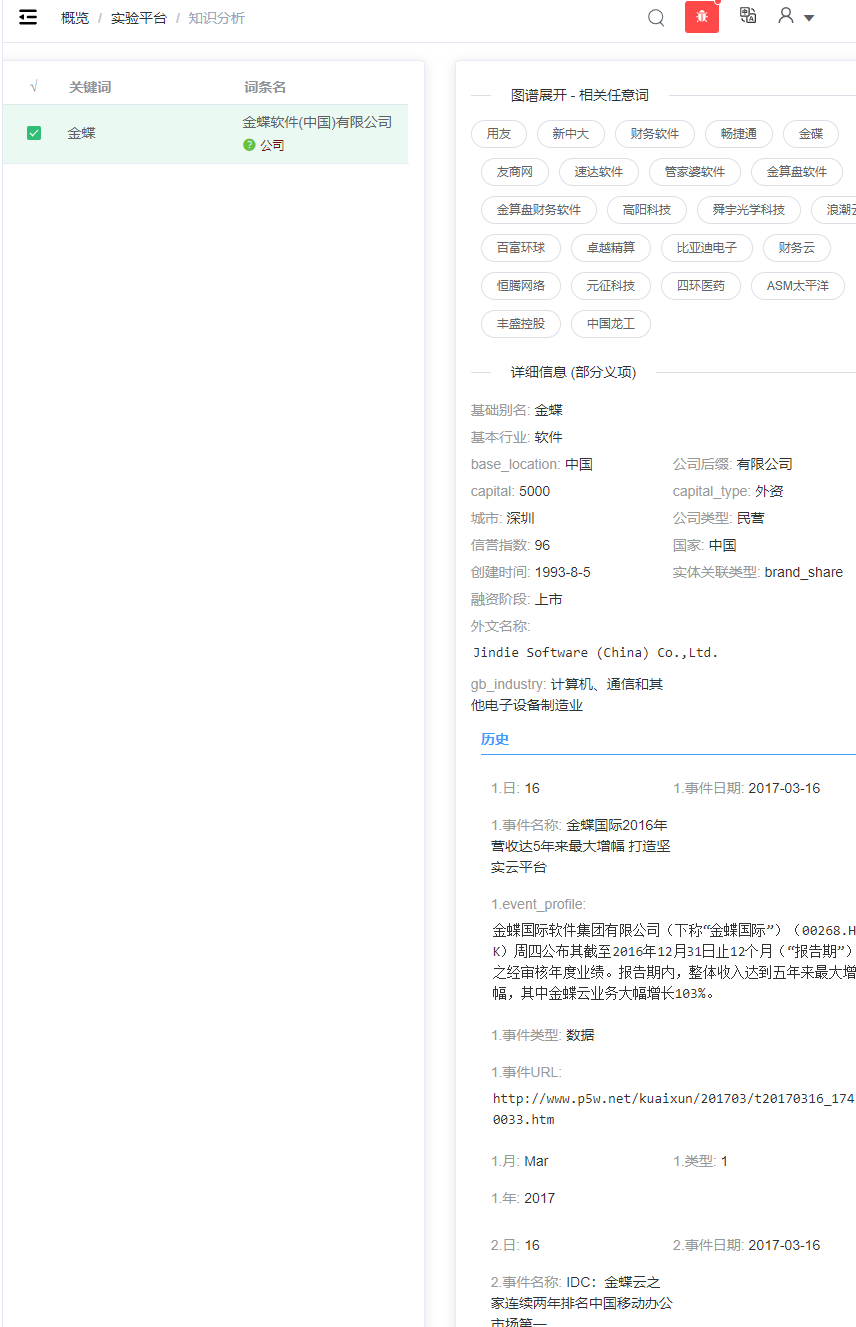 概览 / 实验平台 / 知识分析
√ 关键词 词条名
金蝶 金蝶软件(中国)有限公司
? 公司
图谱展开 - 相关任意词
用友 新中大 财务软件 畅捷通 金碟
友商网 速达软件 管家婆软件 金算盘软件
金算盘财务软件 高阳科技 舜宇光学科技 浪潮云
百富环球 卓越精算 比亚迪电子 财务云
恒腾网络 元征科技 四环医药 ASM太平洋
丰盛控股 中国龙工
详细信息 (部分义项)
基础别名: 金蝶
基本行业: 软件
base_location: 中国 公司后缀: 有限公司
capital: 5000 capital_type: 外资
城市: 深圳 公司类型: 民营
信誉指数: 96 国家: 中国
创建时间: 1993-8-5 实体关联类型: brand_share
融资阶段: 上市
外文名称:
Jindie Software (China) Co.,Ltd.
gb_industry: 计算机、通信和其
他电子设备制造业
历史
1.日: 16 1.事件日期: 2017-03-16
1.事件名称: 金蝶国际2016年
营收达5年来最大增幅 打造坚
实云平台
1.event_profile:
金蝶国际软件集团有限公司（下称“金蝶国际”）（00268.H
K）周四公布其截至2016年12月31日止12个月（“报告期”）
之经审核年度业绩。报告期内，整体收入达到五年来最大增
幅，其中金蝶云业务大幅增长103%。
1.事件类型: 数据
1.事件URL:
http://www.p5w.net/kuaixun/201703/t20170316_174
0033.htm
1.月: Mar 1.类型: 1
1.年: 2017
2.日: 16 2.事件日期: 2017-03-16
2.事件名称: IDC：金蝶云之
家连续两年排名中国移动办公
市场第一